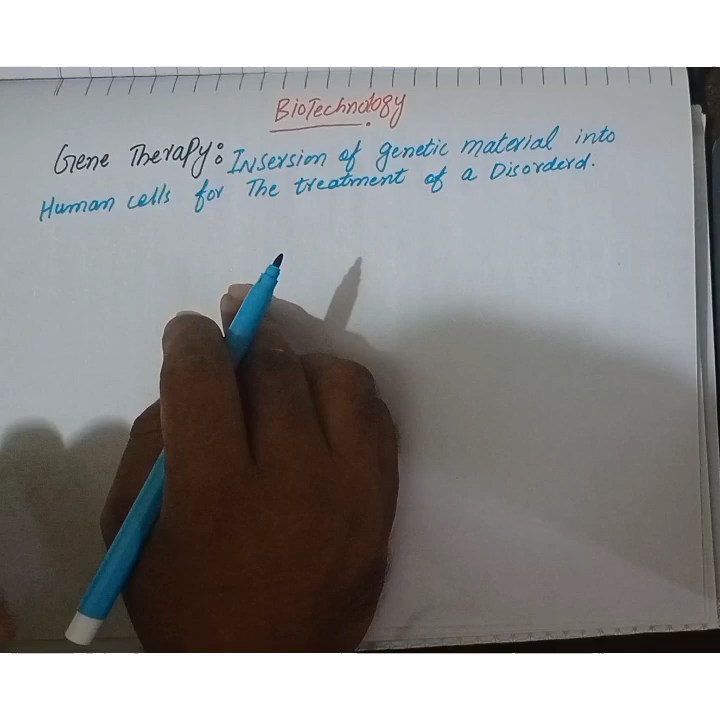 BioTechnology
Gene Therapy: Insersion of genetic material into
Human cells for The treatment of a Disorderd.